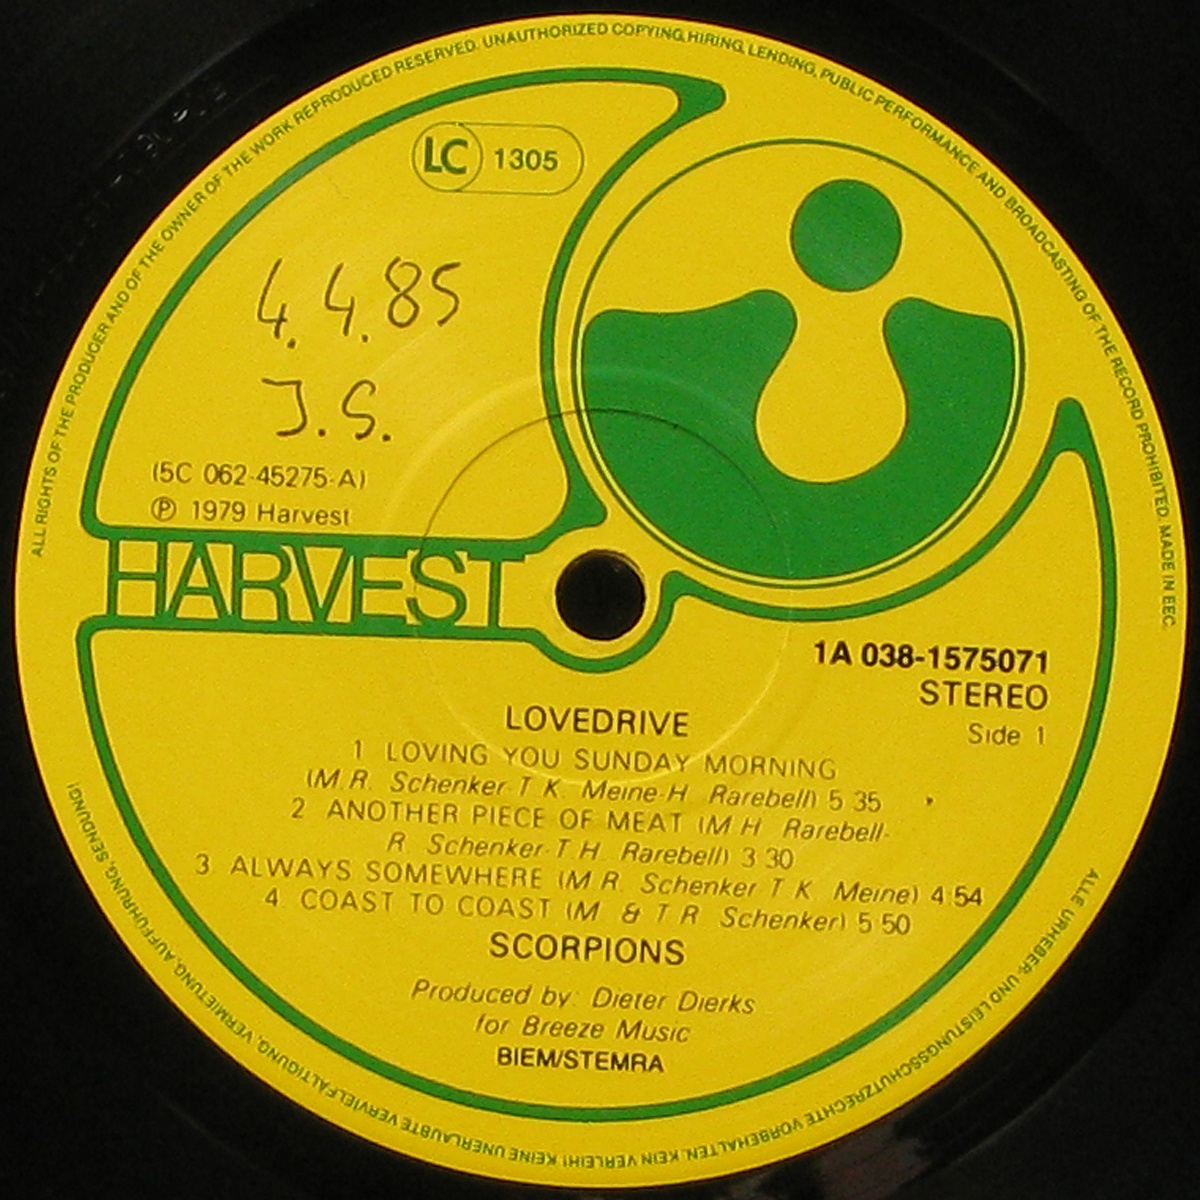 ALL RIGHTS OF THE PRODUCER AND OF THE OWNER OF THE WORK REPRODUCED RESERVED. UNAUTHORIZED COPYING, HIRING, LENDING, PUBLIC PERFORMANCE AND BROADCASTING OF THE RECORD PROHIBITED. MADE IN EEC.
LC 1305
4.4.85
J.S.
(5C 062-45275-A)
℗ 1979 Harvest
HARVEST
1A 038-1575071
STEREO
Side 1
LOVEDRIVE
1 LOVING YOU SUNDAY MORNING
(M.R. Schenker-T.K. Meine-H. Rarebell) 5 35
2 ANOTHER PIECE OF MEAT (M.H. Rarebell-
R. Schenker-T.H. Rarebell) 3 30
3. ALWAYS SOMEWHERE (M.R. Schenker T.K. Meine) 4:54
4. COAST TO COAST (M. & T.R. Schenker) 5 50
SCORPIONS
Produced by: Dieter Dierks
for Breeze Music
BIEM/STEMRA
ALLE URHEBER- UND LEISTUNGSSCHUTZRECHTE VORBEHALTEN. KEIN VERLEIH! KEINE UNERLAUBTE VERVIELFÄLTIGUNG, VERMIETUNG, AUFFÜHRUNG, SENDUNG!